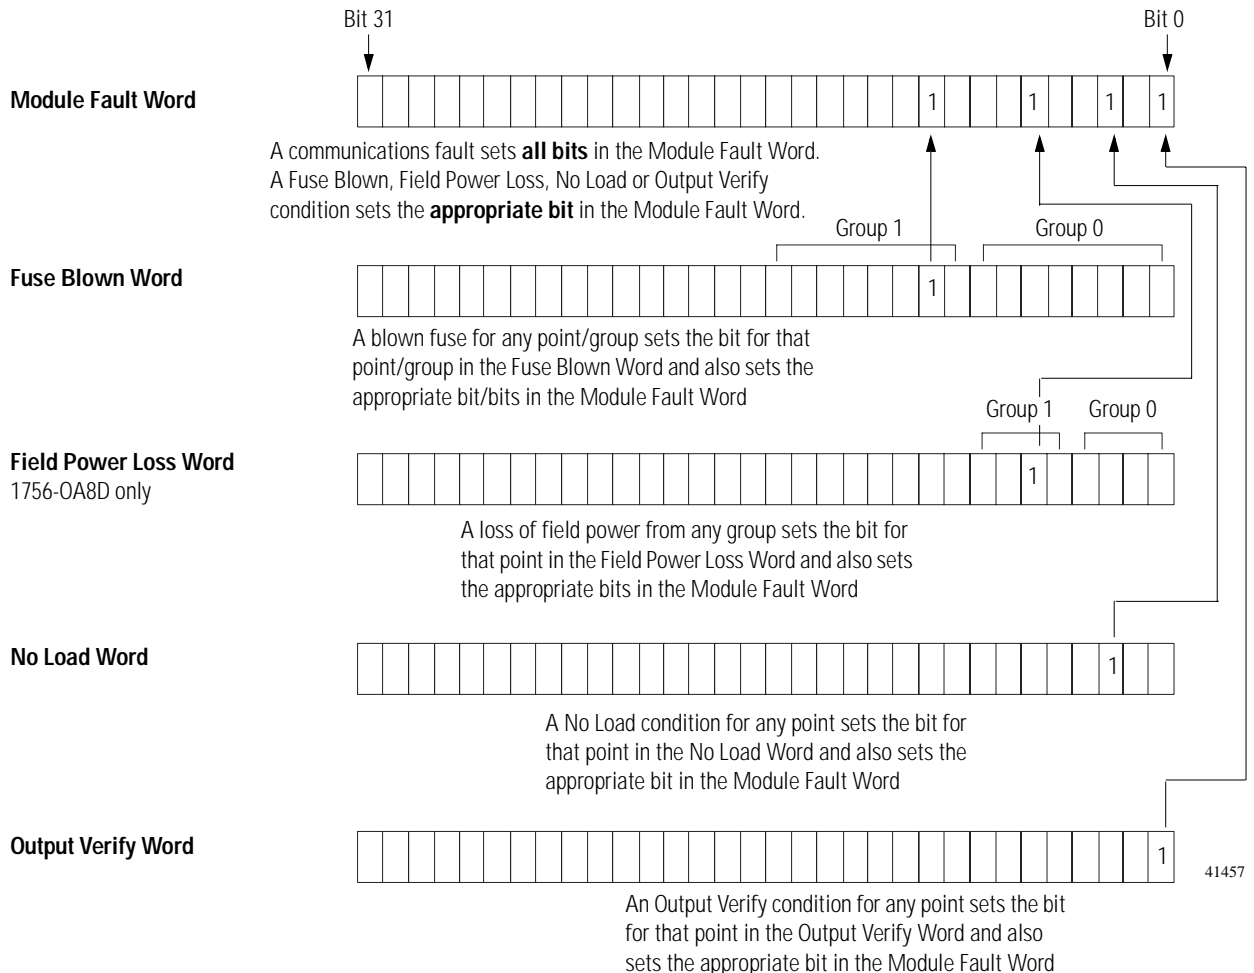 Bit 31
Bit 0
Module Fault Word
1 1 1 1
A communications fault sets all bits in the Module Fault Word.
A Fuse Blown, Field Power Loss, No Load or Output Verify
condition sets the appropriate bit in the Module Fault Word.
Group 1
Group 0
Fuse Blown Word
1
A blown fuse for any point/group sets the bit for that
point/group in the Fuse Blown Word and also sets the
appropriate bit/bits in the Module Fault Word
Group 1
Group 0
Field Power Loss Word
1756-OA8D only
1
A loss of field power from any group sets the bit for
that point in the Field Power Loss Word and also sets
the appropriate bits in the Module Fault Word
No Load Word
1
A No Load condition for any point sets the bit for
that point in the No Load Word and also sets the
appropriate bit in the Module Fault Word
Output Verify Word
1
41457
An Output Verify condition for any point sets the bit
for that point in the Output Verify Word and also
sets the appropriate bit in the Module Fault Word